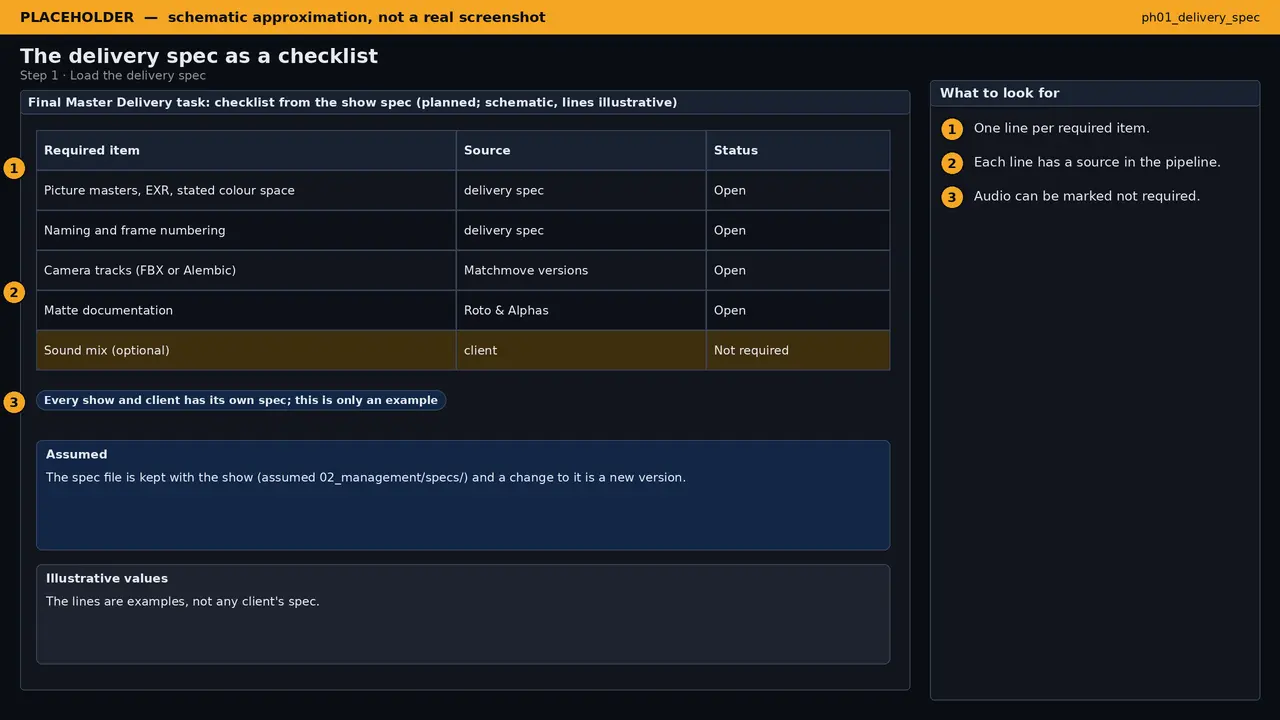 PLACEHOLDER — schematic approximation, not a real screenshot
ph01_delivery_spec
The delivery spec as a checklist
Step 1 · Load the delivery spec
Final Master Delivery task: checklist from the show spec (planned; schematic, lines illustrative)
Required item Source Status
1
Picture masters, EXR, stated colour space delivery spec Open
Naming and frame numbering delivery spec Open
Camera tracks (FBX or Alembic) Matchmove versions Open
2
Matte documentation Roto & Alphas Open
Sound mix (optional) client Not required
3 Every show and client has its own spec; this is only an example
Assumed
The spec file is kept with the show (assumed 02_management/specs/) and a change to it is a new version.
Illustrative values
The lines are examples, not any client's spec.
What to look for
1 One line per required item.
2 Each line has a source in the pipeline.
3 Audio can be marked not required.